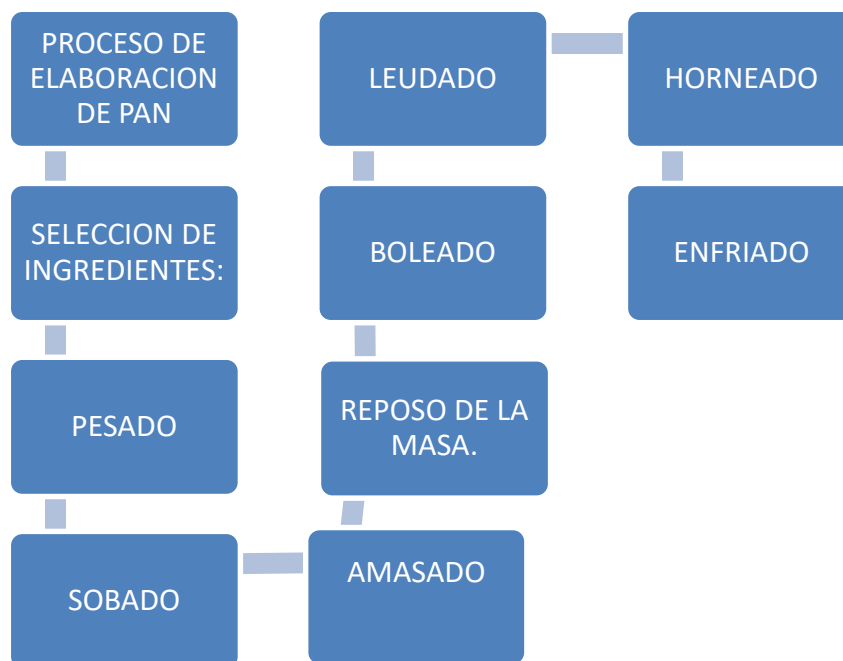 PROCESO DE
ELABORACION
DE PAN
SELECCION DE
INGREDIENTES:
PESADO
SOBADO
AMASADO
REPOSO DE LA
MASA.
BOLEADO
LEUDADO
HORNEADO
ENFRIADO